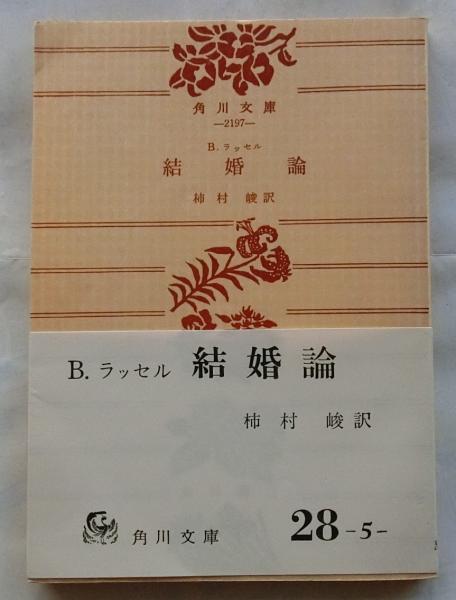 角川文庫
—2197—
B. ラッセル
結婚論
柿村 峻訳
B. ラッセル 結婚論
柿村 峻訳
角川文庫 28-5-